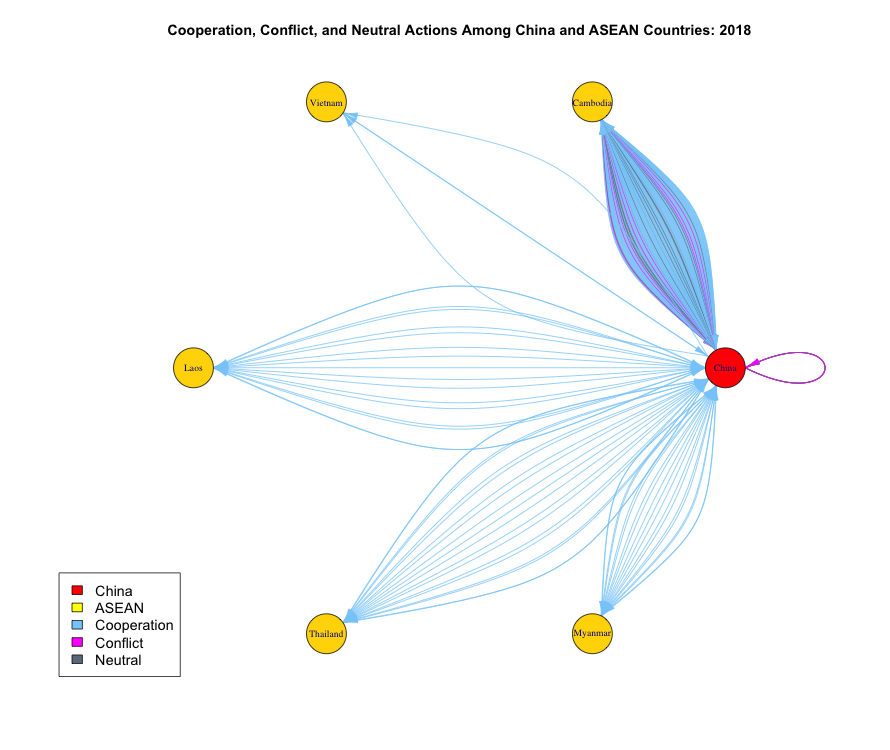 Cooperation, Conflict, and Neutral Actions Among China and ASEAN Countries: 2018
Vietnam
Cambodia
Laos
China
Thailand
Myanmar
China
ASEAN
Cooperation
Conflict
Neutral